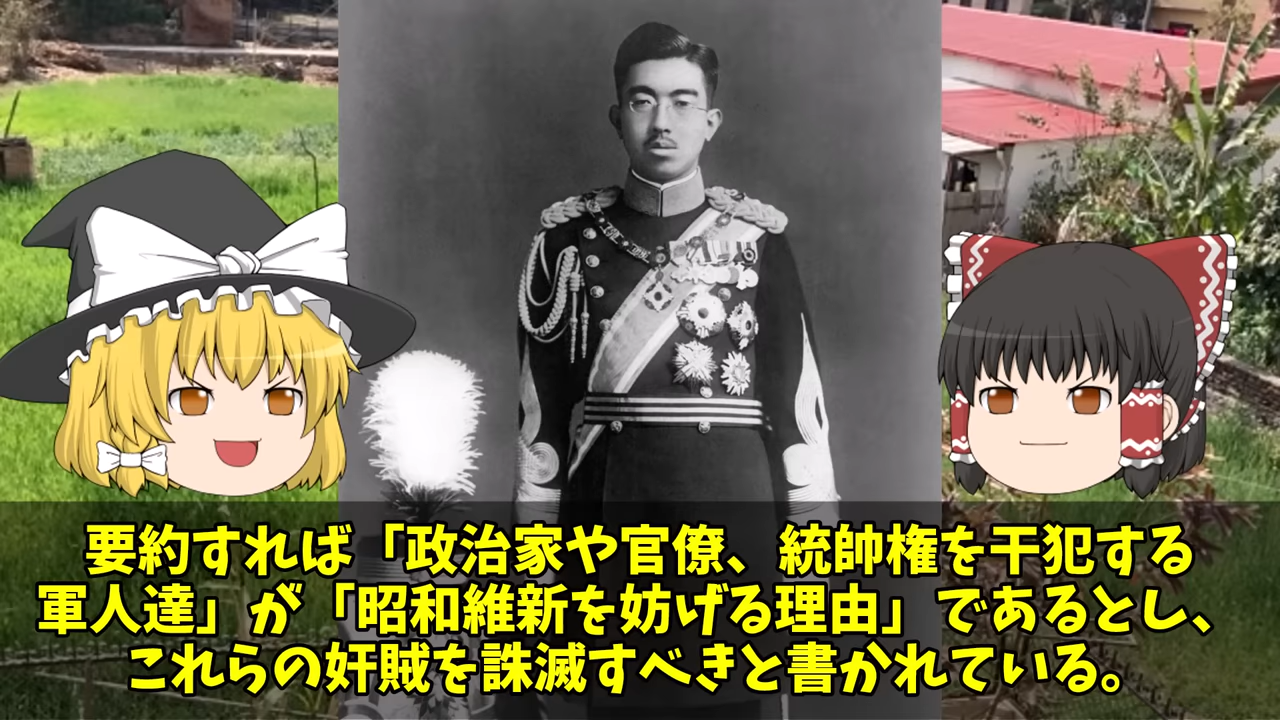 要約すれば「政治家や官僚、統帥権を干犯する
軍人達」が「昭和維新を妨げる理由」であるとし、
これらの奸賊を誅滅すべきと書かれている。